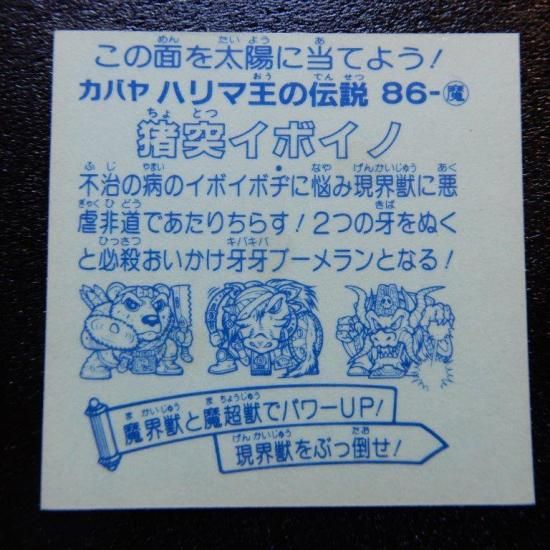 この面を太陽に当てよう!
カバヤ ハリマ王の伝説 86-魔
猪突イボイノ
不治の病のイボイボヂに悩み現界獣に悪
虐非道であたりちらす!2つの牙をぬく
と必殺おいかけ牙牙ブーメランとなる!
魔界獣と魔超獣でパワーUP!
現界獣をぶっ倒せ!